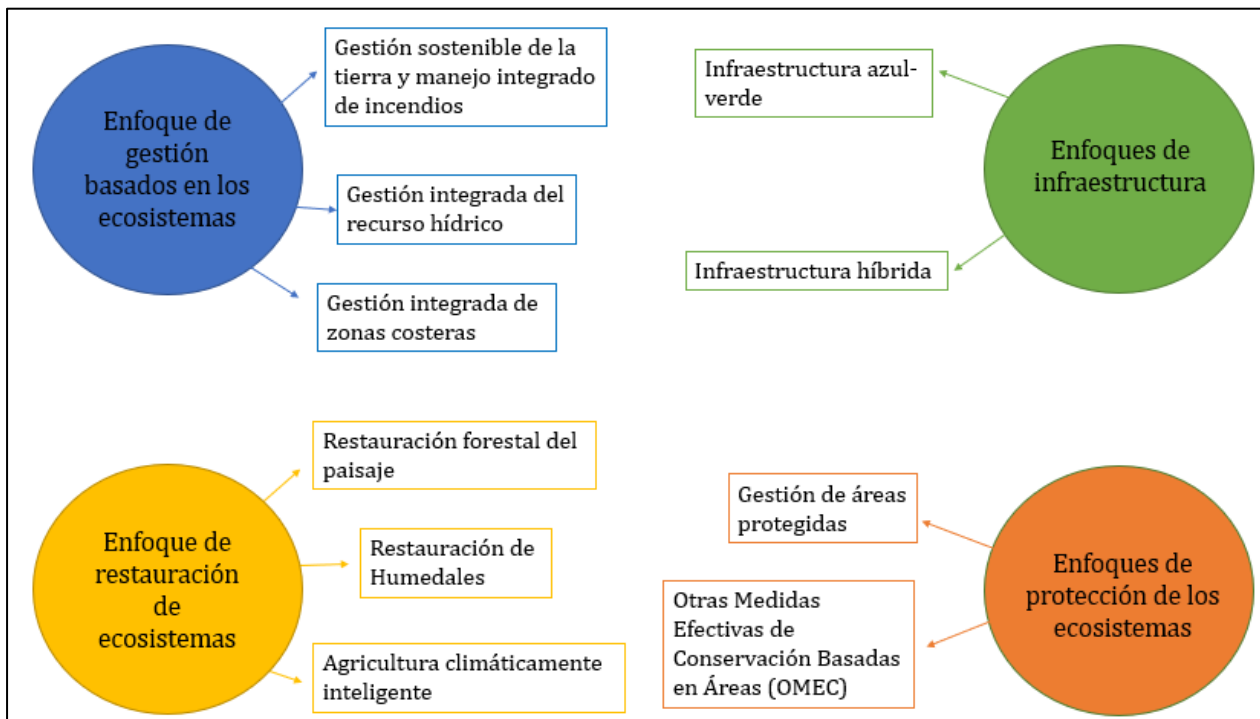 Enfoque de
gestión
basados en los
ecosistemas
Gestión sostenible de la
tierra y manejo integrado
de incendios
Gestión integrada del
recurso hídrico
Gestión integrada de
zonas costeras
Infraestructura azul-
verde
Infraestructura híbrida
Enfoques de
infraestructura
Enfoque de
restauración
de
ecosistemas
Restauración forestal del
paisaje
Restauración de
Humedales
Agricultura climáticamente
inteligente
Gestión de áreas
protegidas
Otras Medidas
Efectivas de
Conservación Basadas
en Áreas (OMEC)
Enfoques de
protección de los
ecosistemas